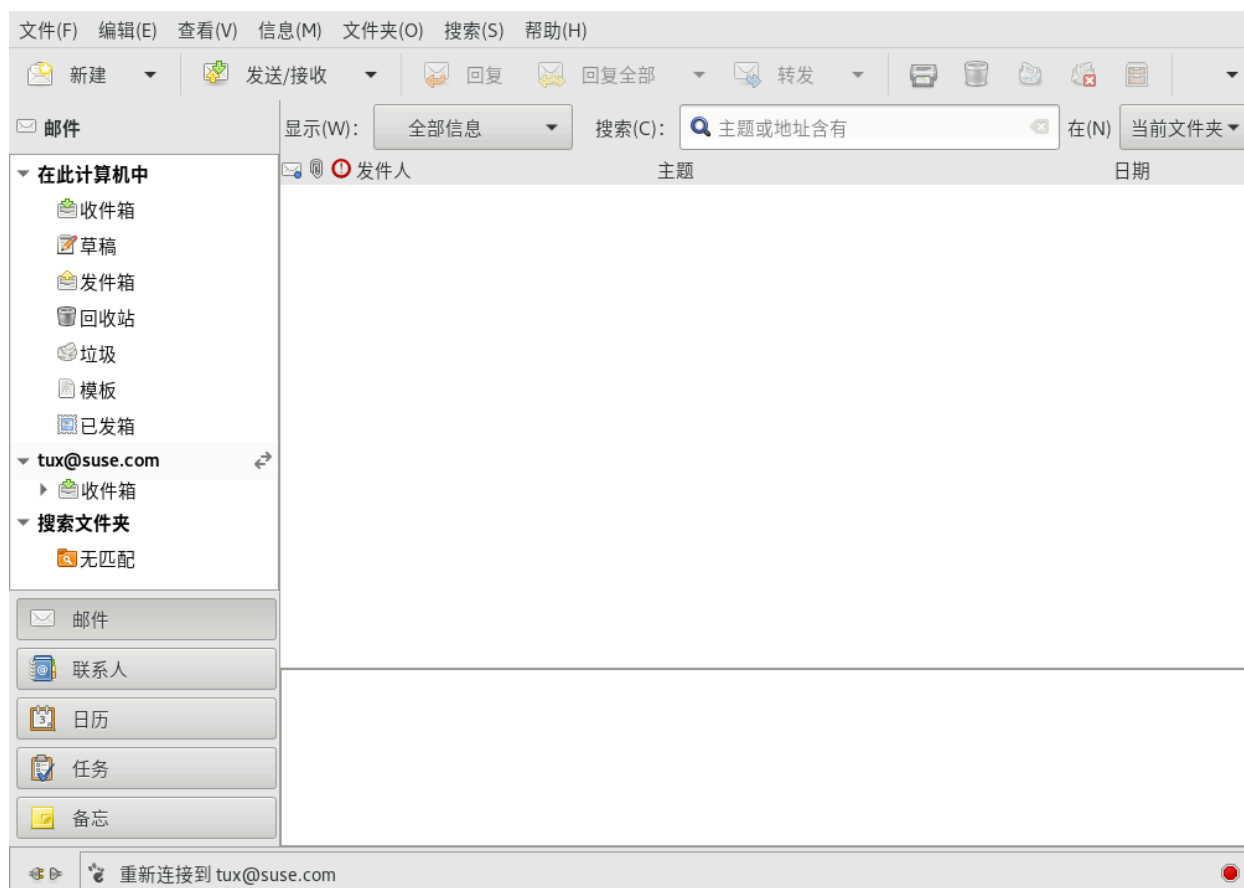 文件(F) 编辑(E) 查看(V) 信息(M) 文件夹(O) 搜索(S) 帮助(H)
新建 发送/接收 回复 回复全部 转发
邮件 显示(W)： 全部信息 搜索(C)： 主题或地址含有 在(N) 当前文件夹
发件人 主题 日期
在此计算机中
收件箱
草稿
发件箱
回收站
垃圾
模板
已发箱
tux@suse.com
收件箱
搜索文件夹
无匹配
邮件
联系人
日历
任务
备忘
重新连接到 tux@suse.com